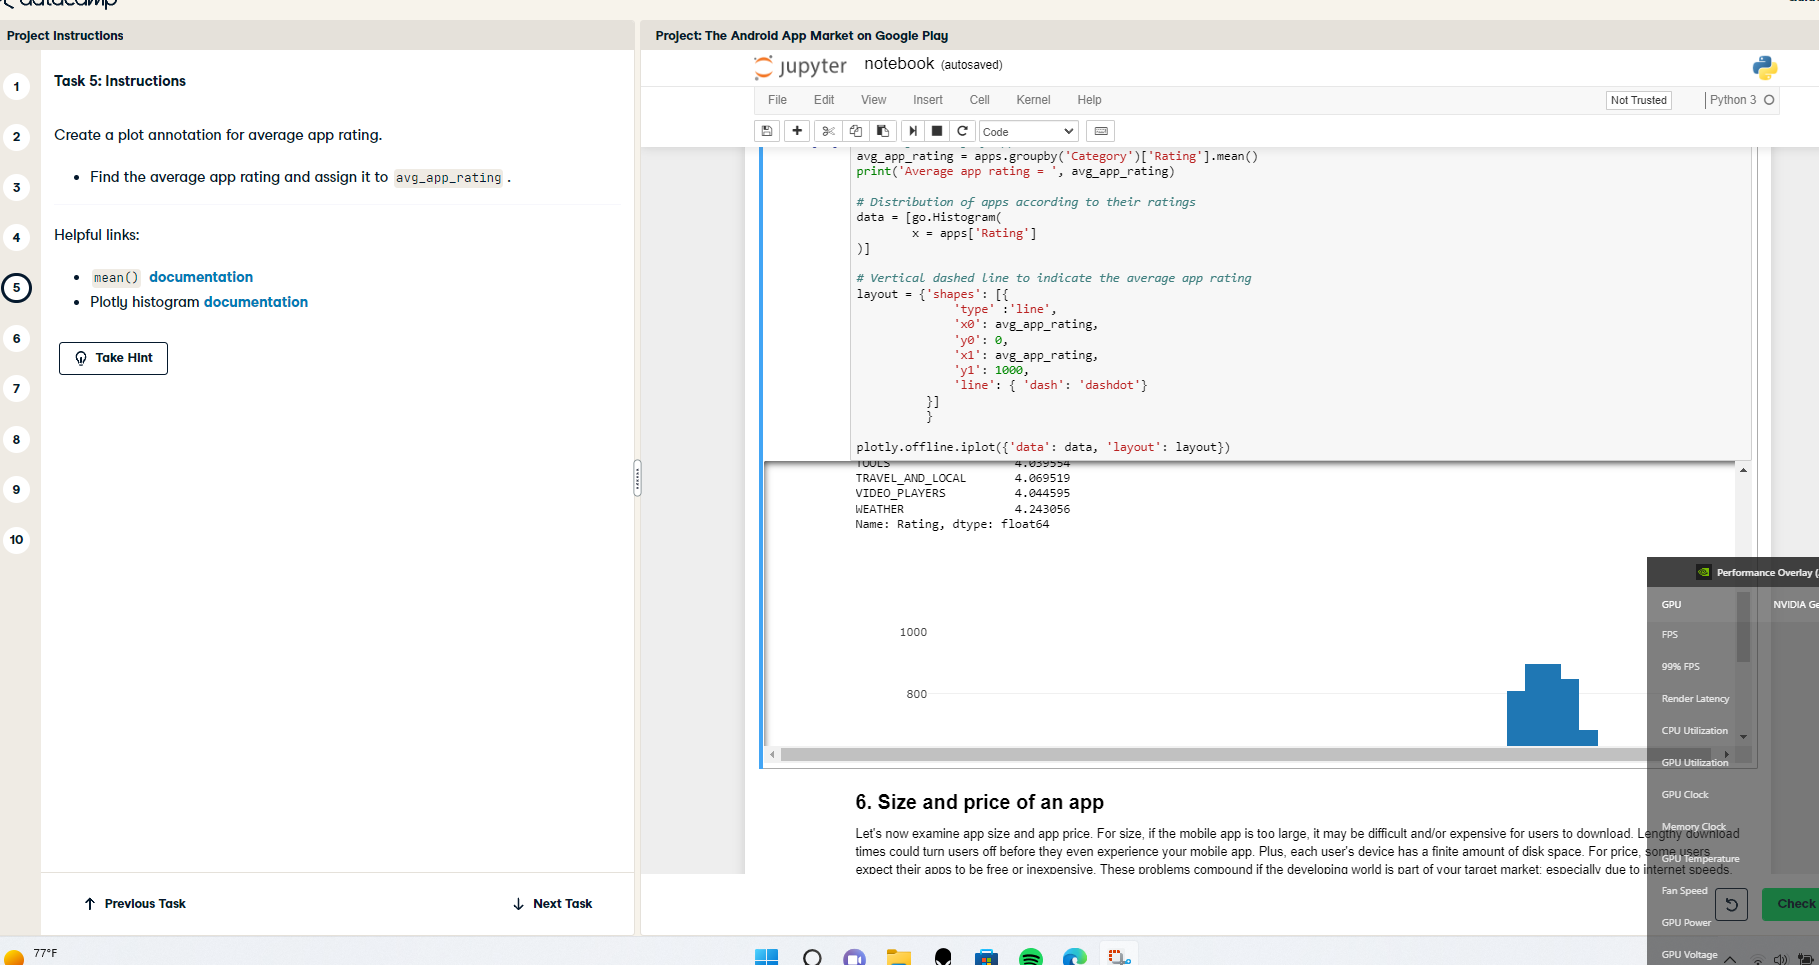 datacamp
Project Instructions
Project: The Android App Market on Google Play
1
2
3
4
5
6
7
8
9
10
Task 5: Instructions
Create a plot annotation for average app rating.
• Find the average app rating and assign it to avg_app_rating .
Helpful links:
• mean() documentation
• Plotly histogram documentation
Take Hint
↑ Previous Task
↓ Next Task
jupyter notebook (autosaved)
File Edit View Insert Cell Kernel Help
Not Trusted
Python 3
Code
avg_app_rating = apps.groupby('Category')['Rating'].mean()
print('Average app rating = ', avg_app_rating)
# Distribution of apps according to their ratings
data = [go.Histogram(
x = apps['Rating']
)]
# Vertical dashed line to indicate the average app rating
layout = {'shapes': [{
'type' :'line',
'x0': avg_app_rating,
'y0': 0,
'x1': avg_app_rating,
'y1': 1000,
'line': { 'dash': 'dashdot'}
}]
}
plotly.offline.iplot({'data': data, 'layout': layout})
TOOLS 4.039554
TRAVEL_AND_LOCAL 4.069519
VIDEO_PLAYERS 4.044595
WEATHER 4.243056
Name: Rating, dtype: float64
1000
800
6. Size and price of an app
Let's now examine app size and app price. For size, if the mobile app is too large, it may be difficult and/or expensive for users to download. Lengthy download
times could turn users off before they even experience your mobile app. Plus, each user's device has a finite amount of disk space. For price, some users
expect their apps to be free or inexpensive. These problems compound if the developing world is part of your target market; especially due to internet speeds,
Performance Overlay (
GPU
NVIDIA Ge
FPS
99% FPS
Render Latency
CPU Utilization
GPU Utilization
GPU Clock
Memory Clock
GPU Temperature
Fan Speed
GPU Power
GPU Voltage
Check
77°F